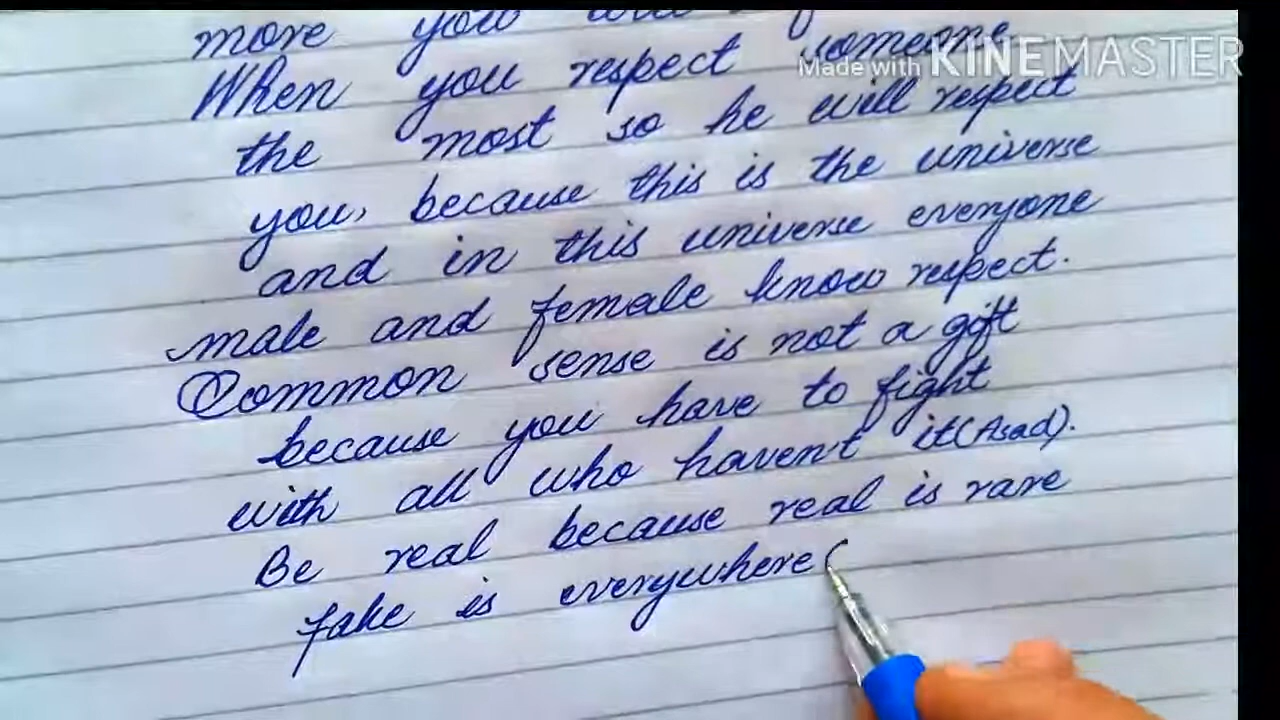 more you
When you respect someone
the most so he will respect
you, because this is the universe
and in this universe everyone
male and female know respect.
Common sense is not a gift
because you have to fight
with all who haven't it(Asad).
Be real because real is rare
fake is everywhere(
Made with KINEMASTER